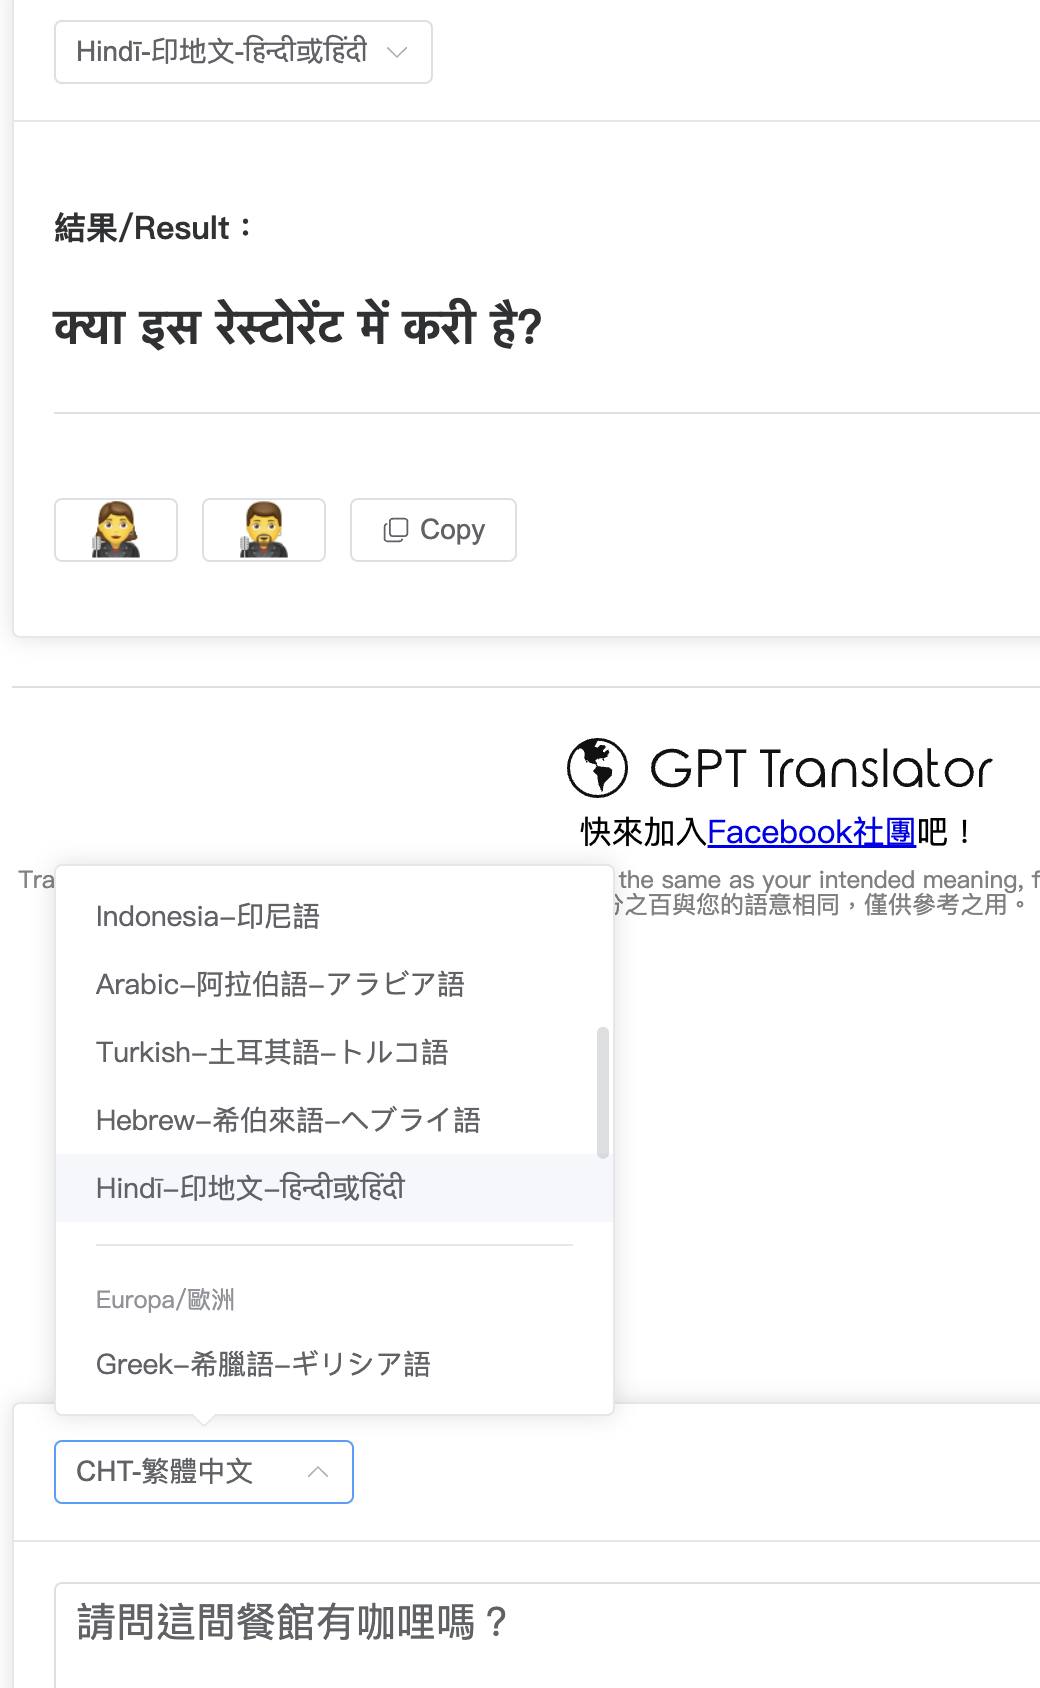 Hindī-印地文-हिन्दी或हिंदी
結果/Result：
क्या इस रेस्टोरेंट में करी है?
Copy
GPT Translator
快來加入Facebook社團吧！
Tra
the same as your intended meaning, f
之百與您的語意相同，僅供參考之用。
Indonesia–印尼語
Arabic–阿拉伯語–アラビア語
Turkish–土耳其語–トルコ語
Hebrew–希伯來語–ヘブライ語
Hindī–印地文–हिन्दी或हिंदी
Europa/歐洲
Greek–希臘語–ギリシア語
CHT-繁體中文
請問這間餐館有咖哩嗎？